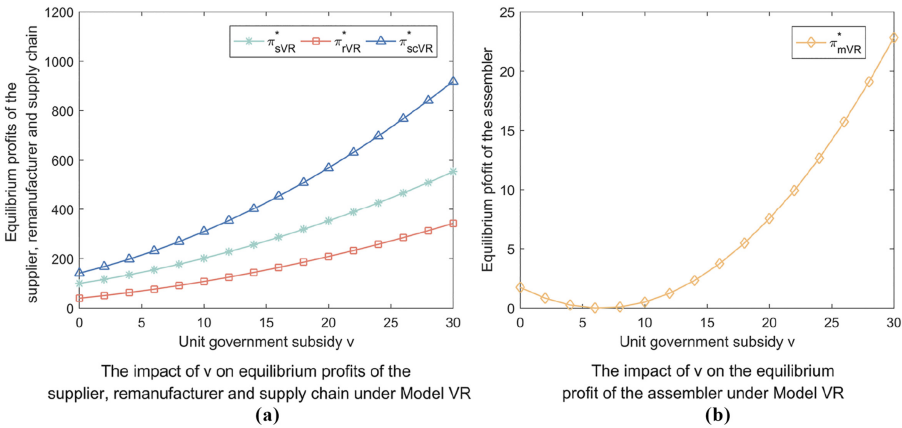 Equilibrium profits of the
supplier, remanufacturer and supply chain
1200
1000
800
600
400
200
0
π*sVR π*rVR π*scVR
0 5 10 15 20 25 30
Unit government subsidy v
The impact of v on equilibrium profits of the
supplier, remanufacturer and supply chain under Model VR
(a)
Equilibrium pfofit of the assembler
25
20
15
10
5
0
π*mVR
0 5 10 15 20 25 30
Unit government subsidy v
The impact of v on the equilibrium
profit of the assembler under Model VR
(b)